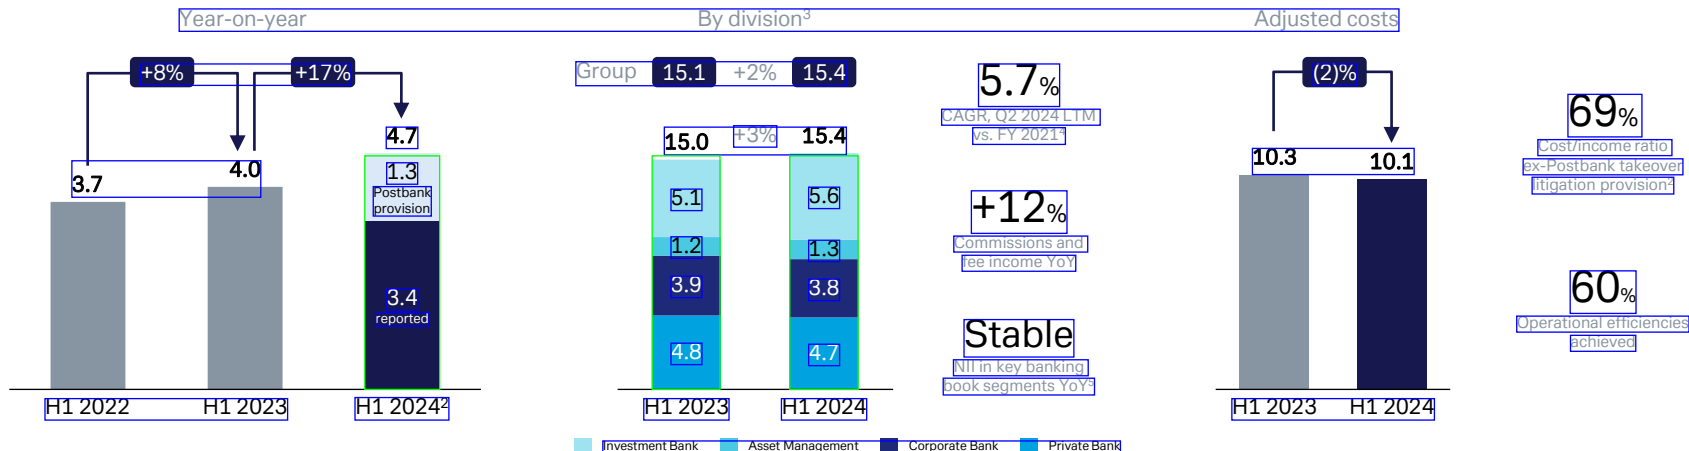 Year-on-year By division³ Adjusted costs
+8% +17%
4.7
3.7 4.0
1.3
Postbank
provision
3.4
reported
H1 2022 H1 2023 H1 2024²
Group 15.1 +2% 15.4
15.0 +3% 15.4
5.1 5.6
1.2 1.3
3.9 3.8
4.8 4.7
H1 2023 H1 2024
Investment Bank Asset Management Corporate Bank Private Bank
5.7%
CAGR, Q2 2024 LTM
vs. FY 2021⁴
+12%
Commissions and
fee income YoY
Stable
NII in key banking
book segments YoY⁵
(2)%
10.3 10.1
H1 2023 H1 2024
69%
Cost/income ratio
ex-Postbank takeover
litigation provision²
60%
Operational efficiencies
achieved